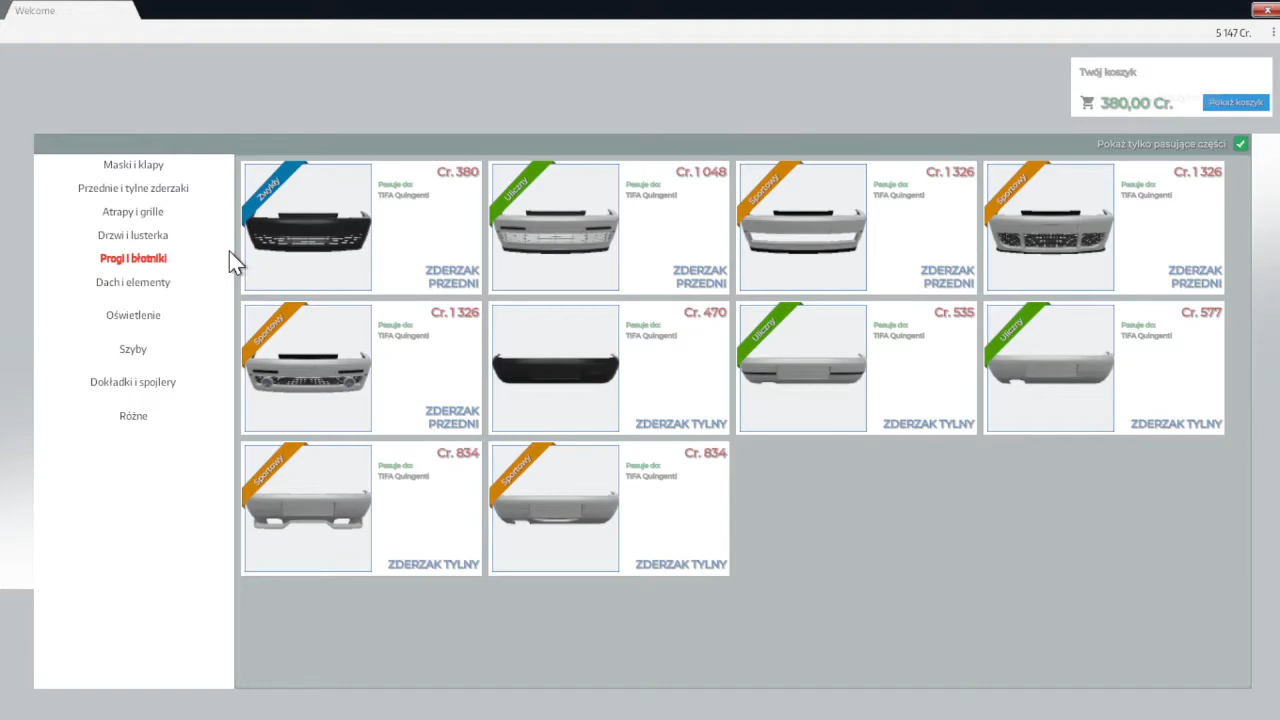 Welcome
5 147 Cr.
Twój koszyk
380,00 Cr.
Pokaż koszyk
Pokaż tylko pasujące części
Maski i klapy
Przednie i tylne zderzaki
Atrapy i grille
Drzwi i lusterka
Progi i błotniki
Dach i elementy
Oświetlenie
Szyby
Dokładki i spojlery
Różne
Zwykły
Cr. 380
Pasuje do:
TIFA Quingenti
ZDERZAK
PRZEDNI
Uliczny
Cr. 1 048
Pasuje do:
TIFA Quingenti
ZDERZAK
PRZEDNI
Sportowy
Cr. 1 326
Pasuje do:
TIFA Quingenti
ZDERZAK
PRZEDNI
Sportowy
Cr. 1 326
Pasuje do:
TIFA Quingenti
ZDERZAK
PRZEDNI
Sportowy
Cr. 1 326
Pasuje do:
TIFA Quingenti
ZDERZAK
PRZEDNI
Cr. 470
Pasuje do:
TIFA Quingenti
ZDERZAK TYLNY
Uliczny
Cr. 535
Pasuje do:
TIFA Quingenti
ZDERZAK TYLNY
Uliczny
Cr. 577
Pasuje do:
TIFA Quingenti
ZDERZAK TYLNY
Sportowy
Cr. 834
Pasuje do:
TIFA Quingenti
ZDERZAK TYLNY
Sportowy
Cr. 834
Pasuje do:
TIFA Quingenti
ZDERZAK TYLNY